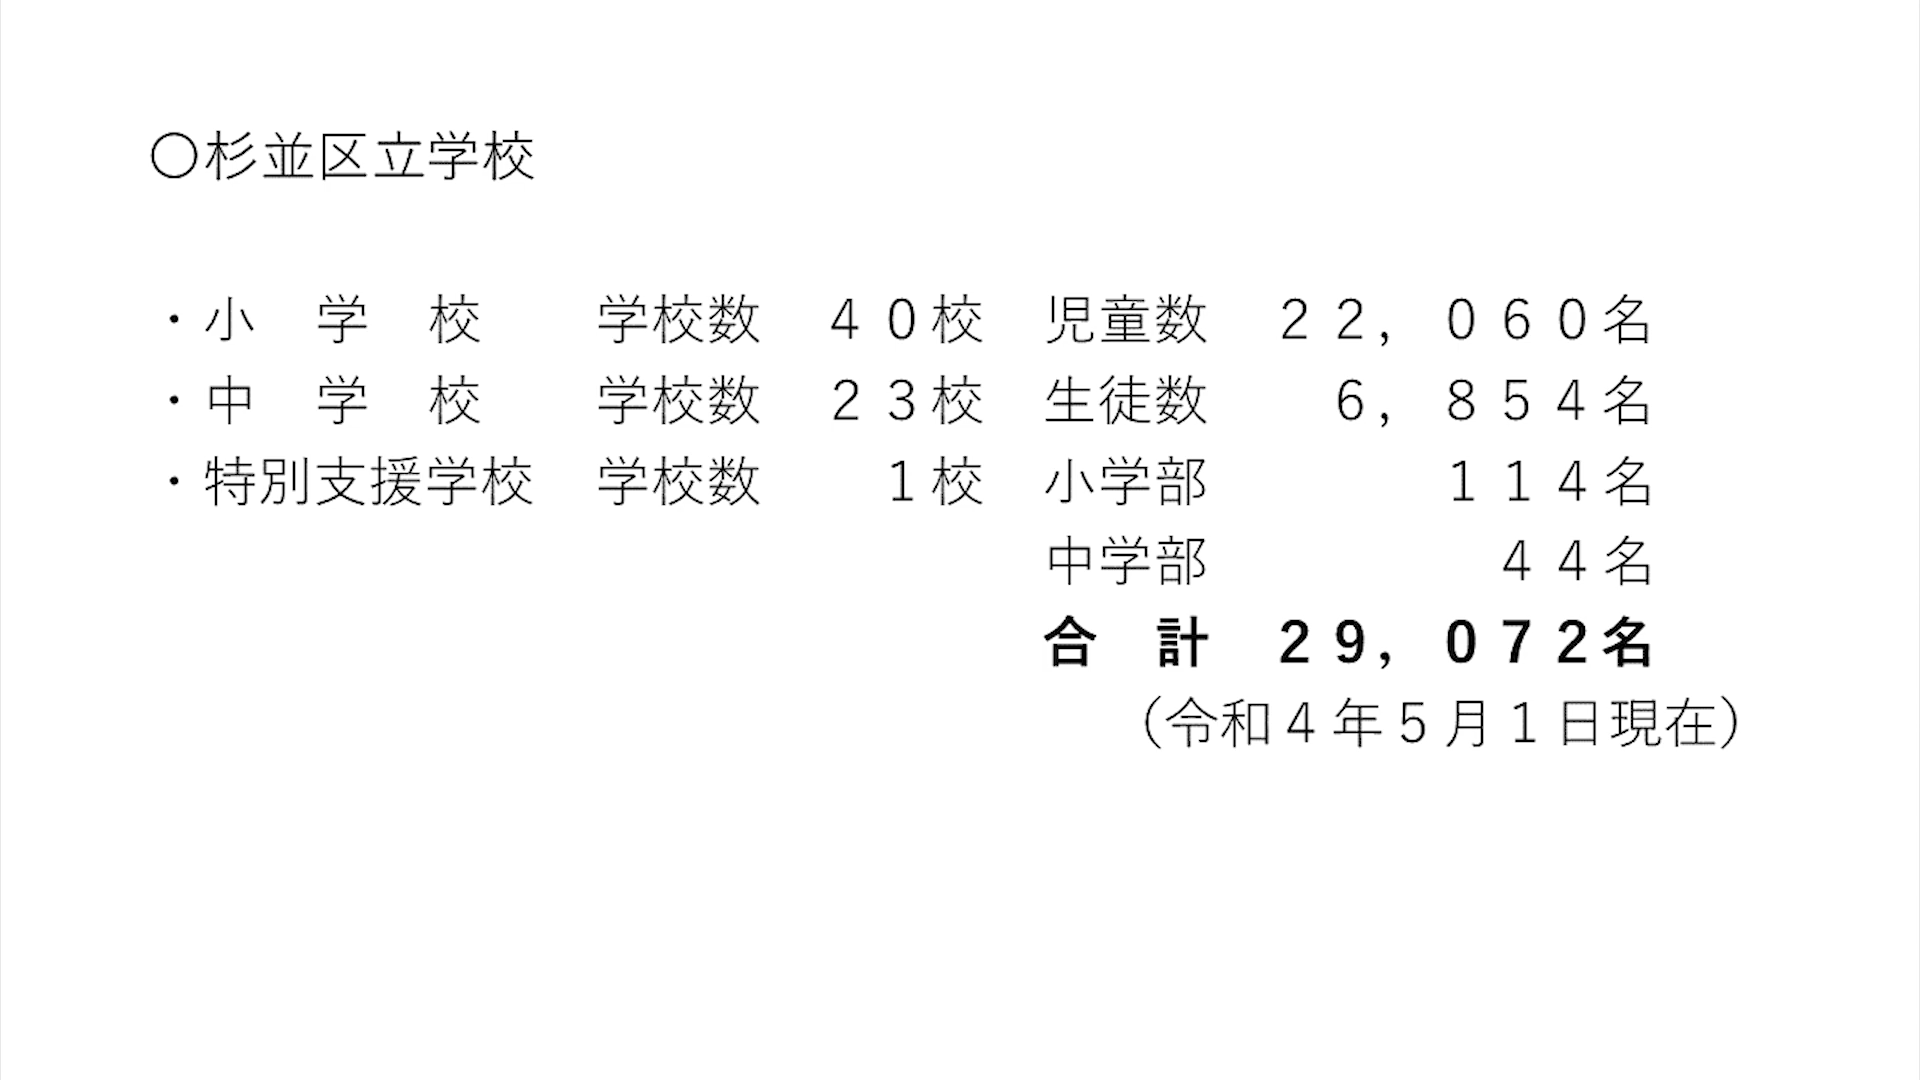 〇杉並区立学校
・小　学　校　　学校数　４０校　児童数　２２，０６０名
・中　学　校　　学校数　２３校　生徒数　　６，８５４名
・特別支援学校　学校数　　１校　小学部　　　　１１４名
中学部　　　　　４４名
合　計　２９，０７２名
（令和４年５月１日現在）